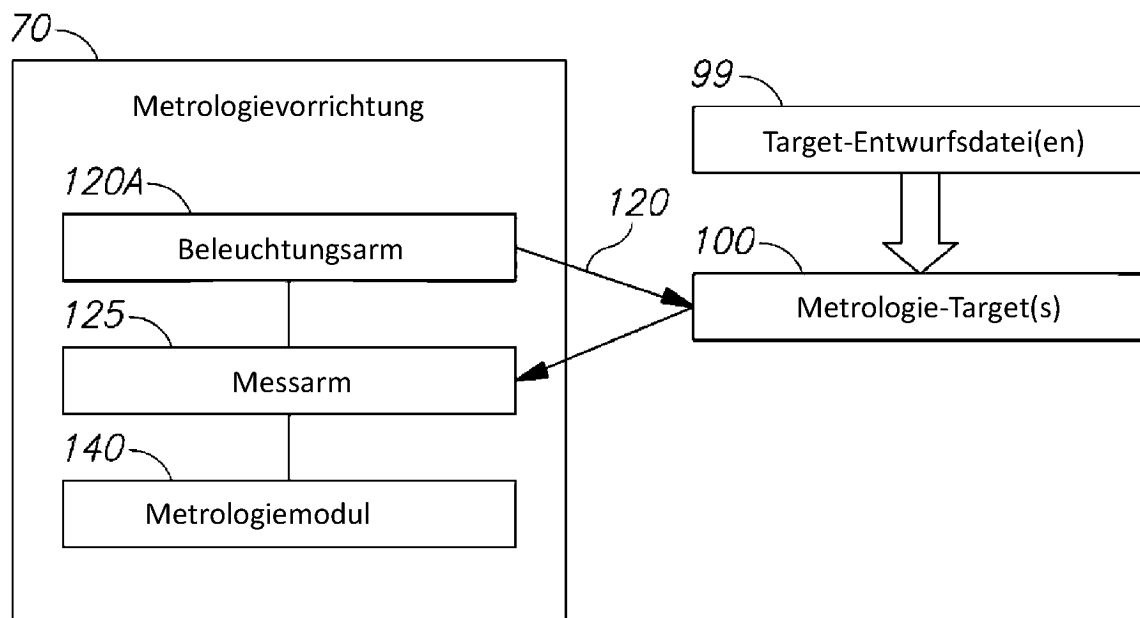 70
Metrologievorrichtung
99
Target-Entwurfsdatei(en)
120A
Beleuchtungsarm
120
100
Metrologie-Target(s)
125
Messarm
140
Metrologiemodul